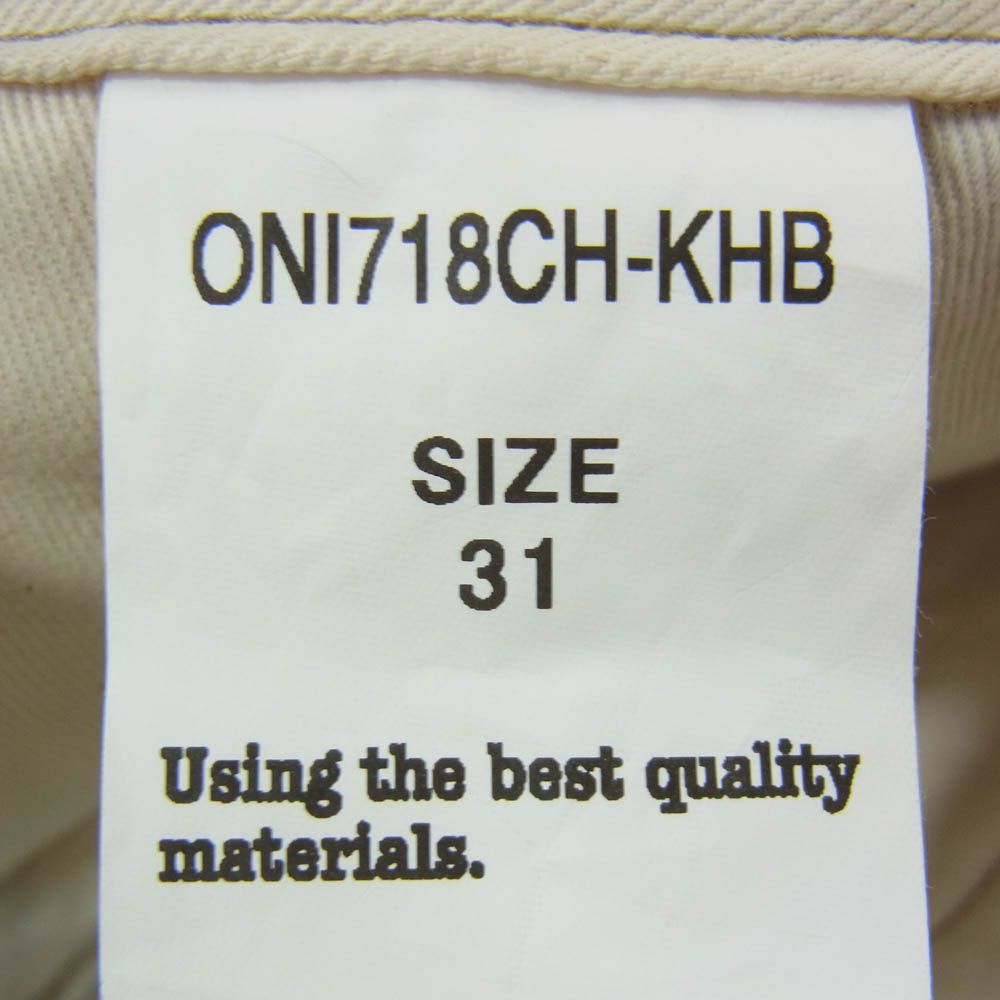 ONI718CH-KHB
SIZE
31
Using the best quality
materials.